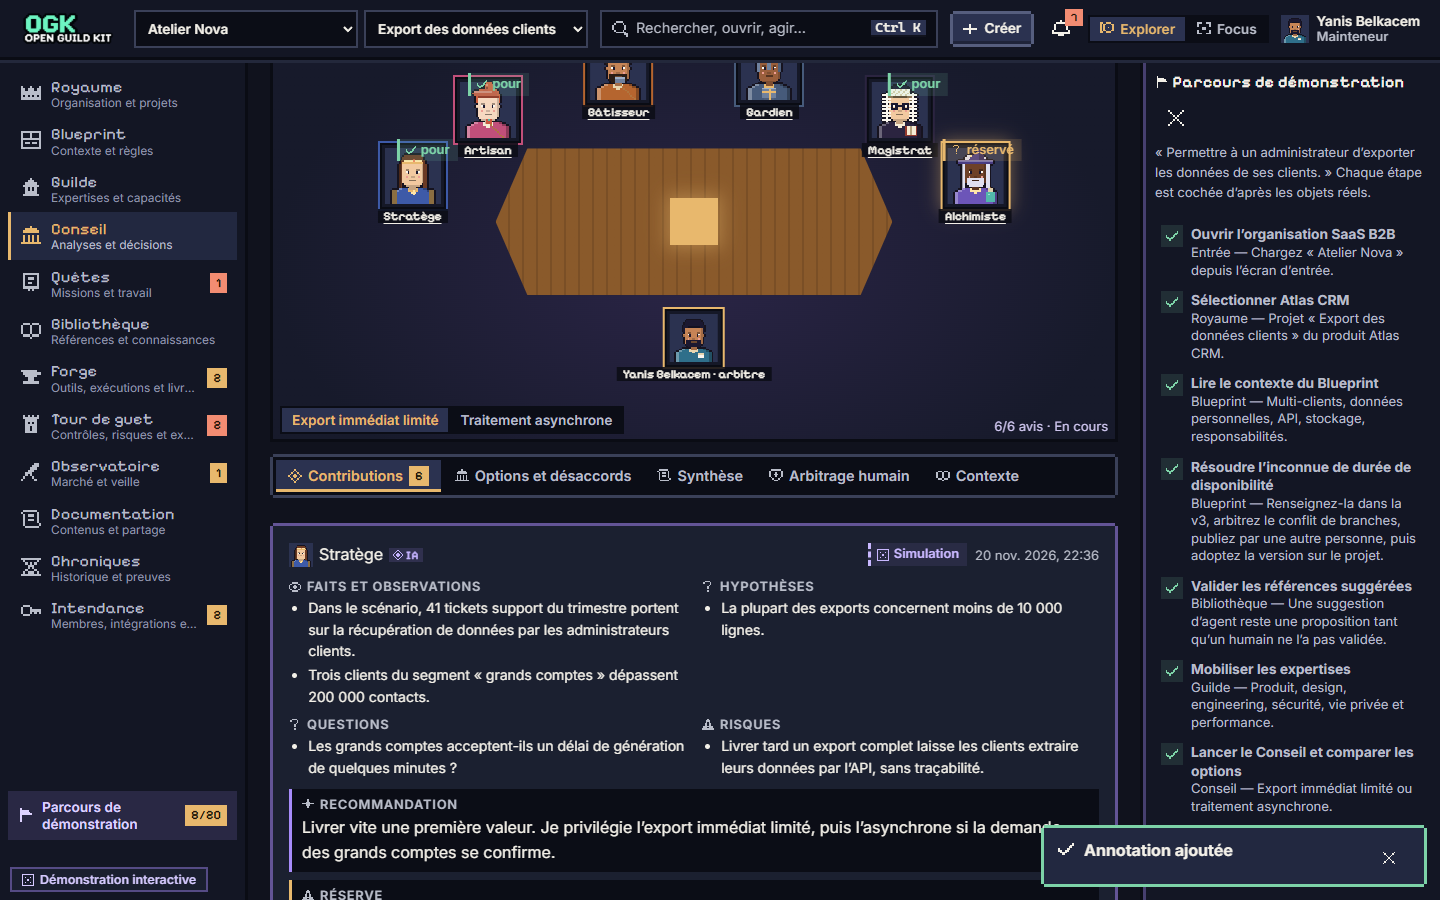 OGK
OPEN GUILD KIT
Atelier Nova
Export des données clients
Rechercher, ouvrir, agir...
Ctrl K
Créer
Explorer
Focus
Yanis Belkacem
Mainteneur
Royaume
Organisation et projets
Blueprint
Contexte et règles
Guilde
Expertises et capacités
Conseil
Analyses et décisions
Quêtes
Missions et travail
1
Bibliothèque
Références et connaissances
Forge
Outils, exécutions et livr...
8
Tour de guet
Contrôles, risques et ex...
8
Observatoire
Marché et veille
1
Documentation
Contenus et partage
Chroniques
Historique et preuves
Intendance
Membres, intégrations e...
8
Parcours de
démonstration
8/20
Démonstration interactive
pour
Stratège
pour
Artisan
Bâtisseur
Gardien
pour
Magistrat
? réserve
Alchimiste
Yanis Belkacem · arbitre
Export immédiat limité
Traitement asynchrone
6/6 avis · En cours
Contributions 6
Options et désaccords
Synthèse
Arbitrage humain
Contexte
Stratège
IA
Simulation
20 nov. 2026, 22:36
FAITS ET OBSERVATIONS
• Dans le scénario, 41 tickets support du trimestre portent
sur la récupération de données par les administrateurs
clients.
• Trois clients du segment « grands comptes » dépassent
200 000 contacts.
? HYPOTHÈSES
• La plupart des exports concernent moins de 10 000
lignes.
? QUESTIONS
• Les grands comptes acceptent-ils un délai de génération
de quelques minutes ?
RISQUES
• Livrer tard un export complet laisse les clients extraire
leurs données par l'API, sans traçabilité.
RECOMMANDATION
Livrer vite une première valeur. Je privilégie l'export immédiat limité, puis l'asynchrone si la demande
des grands comptes se confirme.
RÉSERVE
Parcours de démonstration
« Permettre à un administrateur d'exporter
les données de ses clients. » Chaque étape
est cochée d'après les objets réels.
Ouvrir l'organisation SaaS B2B
Entrée — Chargez « Atelier Nova »
depuis l'écran d'entrée.
Sélectionner Atlas CRM
Royaume — Projet « Export des
données clients » du produit Atlas
CRM.
Lire le contexte du Blueprint
Blueprint — Multi-clients, données
personnelles, API, stockage,
responsabilités.
Résoudre l'inconnue de durée de
disponibilité
Blueprint — Renseignez-la dans la
v3, arbitrez le conflit de branches,
publiez par une autre personne, puis
adoptez la version sur le projet.
Valider les références suggérées
Bibliothèque — Une suggestion
d'agent reste une proposition tant
qu'un humain ne l'a pas validée.
Mobiliser les expertises
Guilde — Produit, design,
engineering, sécurité, vie privée et
performance.
Lancer le Conseil et comparer les
options
Conseil — Export immédiat limité ou
traitement asynchrone.
Annotation ajoutée